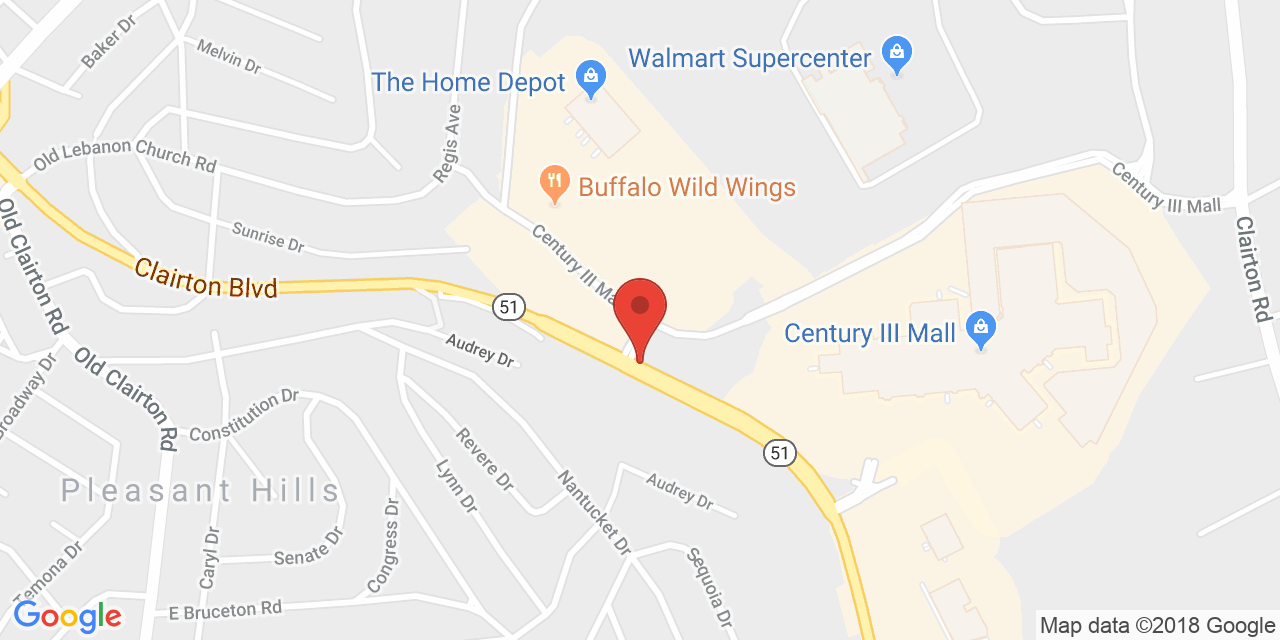 Baker Dr
Melvin Dr
Walmart Supercenter
The Home Depot
Regis Ave
Old Lebanon Church Rd
Buffalo Wild Wings
Century III Mall
Old Clairton Rd
Sunrise Dr
Century III Ma
Clairton Rd
Clairton Blvd
51
Century III Mall
Audrey Dr
Old Clairton Rd
Broadway Dr
Constitution Dr
51
Pleasant Hills
Revere Dr
Lynn Dr
Audrey Dr
Nantucket Dr
Congress Dr
Caryl Dr
Senate Dr
Temona Dr
Sequoia Dr
E Bruceton Rd
Google
Map data ©2018 Google